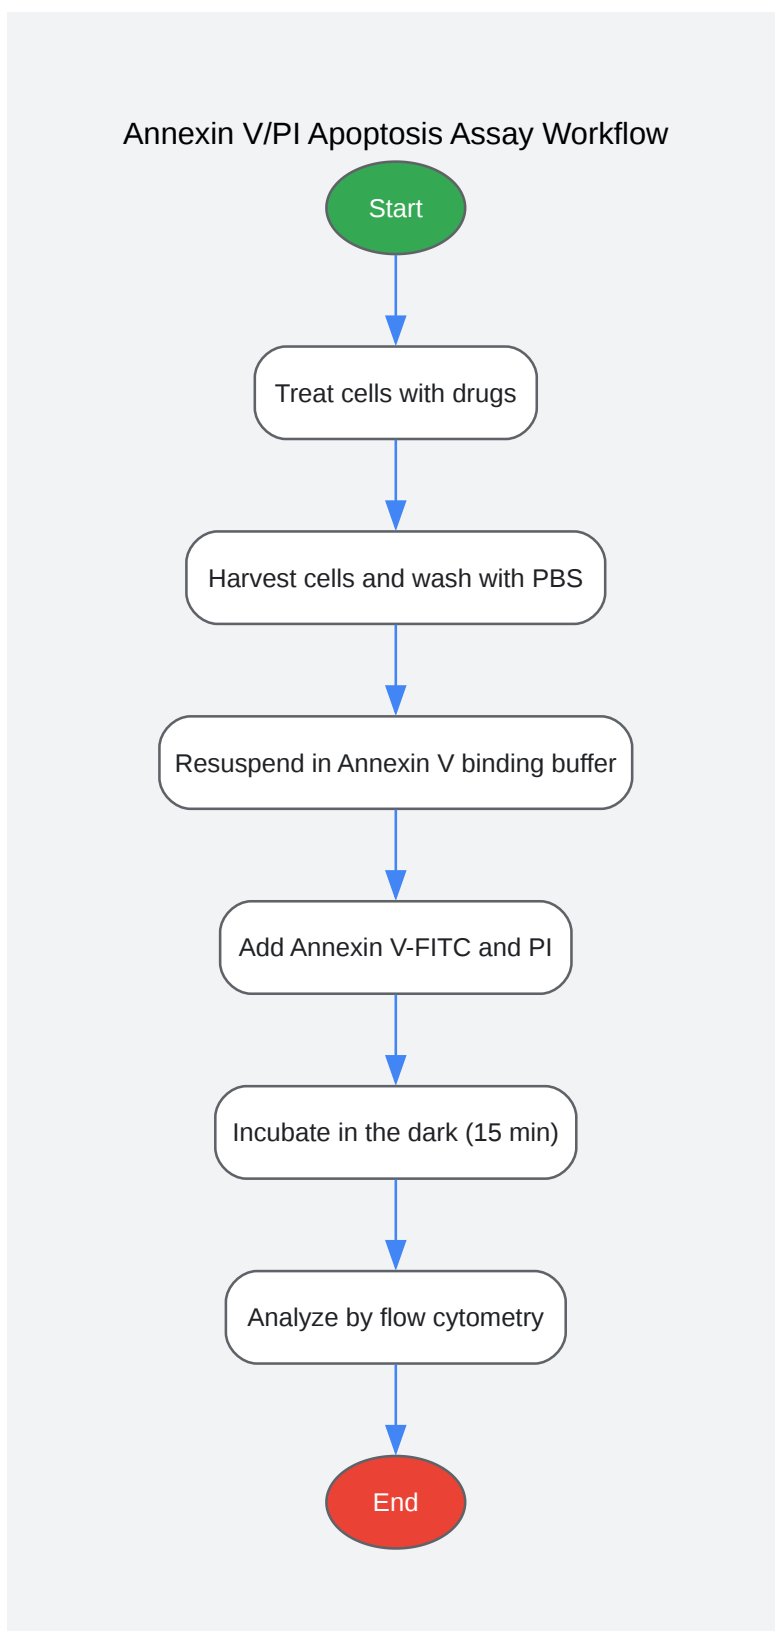 Annexin V/PI Apoptosis Assay Workflow
Start
Treat cells with drugs
Harvest cells and wash with PBS
Resuspend in Annexin V binding buffer
Add Annexin V-FITC and PI
Incubate in the dark (15 min)
Analyze by flow cytometry
End